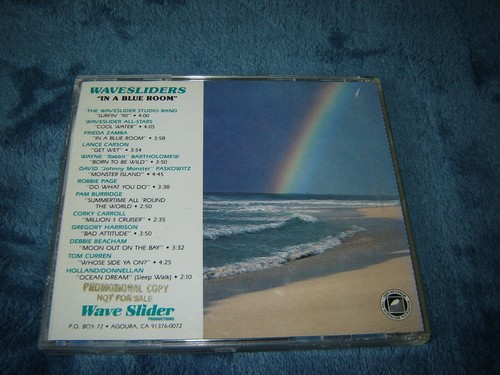 WAVESLIDERS
"IN A BLUE ROOM"
THE WAVESLIDER STUDIO BAND
"SURFIN' '90" • 4:00
WAVESLIDER ALL-STARS
"COOL WATER" • 4:05
FRIEDA ZAMBA
"IN A BLUE ROOM" • 3:58
LANCE CARSON
"GET WET" • 3:54
WAYNE "Rabbit" BARTHOLOMEW
"BORN TO BE WILD" • 3:50
DAVID "Johnny Monster" PASKOWITZ
"MONSTER ISLAND" • 4:45
ROBBIE PAGE
"DO WHAT YOU DO" • 3:38
PAM BURRIDGE
"SUMMERTIME ALL 'ROUND
THE WORLD" • 2:50
CORKY CARROLL
"MILLION $ CRUISER" • 2:35
GREGORY HARRISON
"BAD ATTITUDE" • 3:50
DEBBIE BEACHAM
"MOON OUT ON THE BAY" • 3:32
TOM CURREN
"WHOSE SIDE YA ON?" • 4:25
HOLLAND/DONNELLAN
"OCEAN DREAM" (Sleep Walk) • 2:10
PROMOTIONAL COPY
NOT FOR SALE
Wave Slider
PRODUCTIONS
P.O. BOX 72 • AGOURA, CA 91376-0072